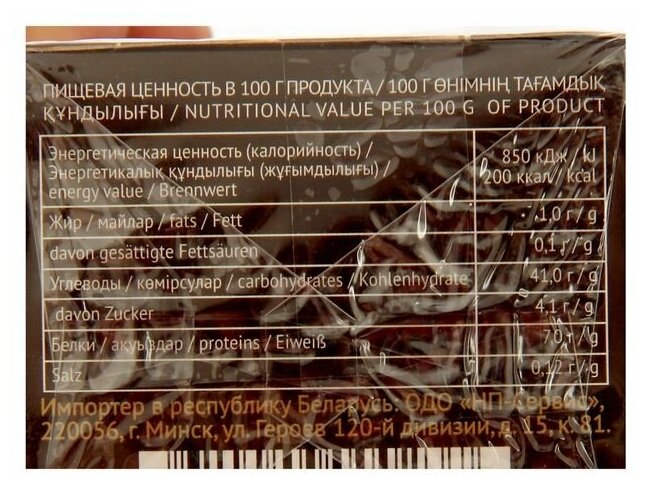 ПИЩЕВАЯ ЦЕННОСТЬ В 100 Г ПРОДУКТА / 100 Г ӨНІМНІҢ ТАҒАМДЫҚ
ҚҰНДЫЛЫҒЫ / NUTRITIONAL VALUE PER 100 G OF PRODUCT
Энергетическая ценность (калорийность) /
Энергетикалық құндылығы (жұғымдылығы) /
energy value / Brennwert
850 кДж / kJ
200 ккал / kcal
Жир / майлар / fats / Fett 1,0 г / g
davon gesättigte Fettsäuren 0,1 г / g
Углеводы / көмірсулар / carbohydrates / Kohlenhydrate 41,0 г / g
davon Zucker 4,1 г / g
Белки / ақуыздар / proteins / Eiweiß 7,0 г / g
Salz 0,12 г / g
Импортер в республику Беларусь: ОДО «НП-Сервис»,
220056, г. Минск, ул. Героев 120-й дивизии, д. 15, к. 81.